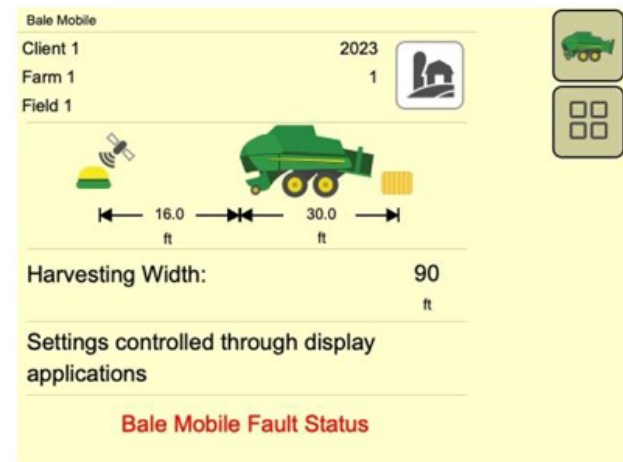 Bale Mobile
Client 1 2023
Farm 1 1
Field 1
16.0 30.0
ft ft
Harvesting Width: 90
ft
Settings controlled through display
applications
Bale Mobile Fault Status